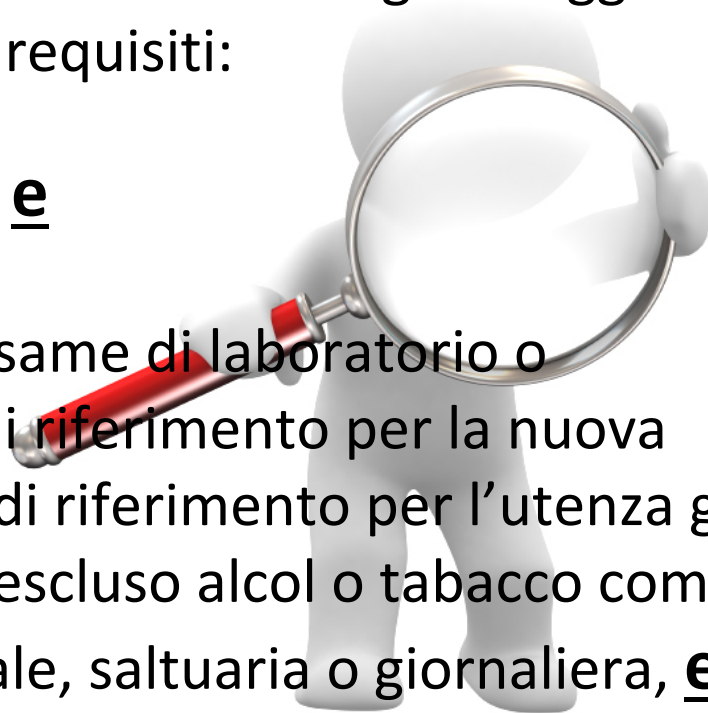 requisiti:
e
same di laboratorio o
i riferimento per la nuova
di riferimento per l’utenza g
escluso alcol o tabacco com
ale, saltuaria o giornaliera, e